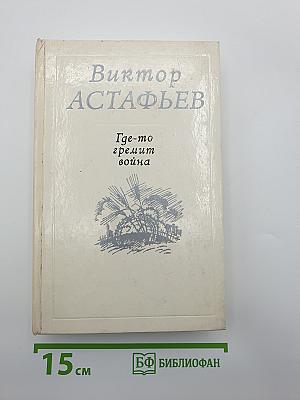 Виктор
АСТАФЬЕВ
Где-то
гремит
война
15 см
БФ БИБЛИОФАН